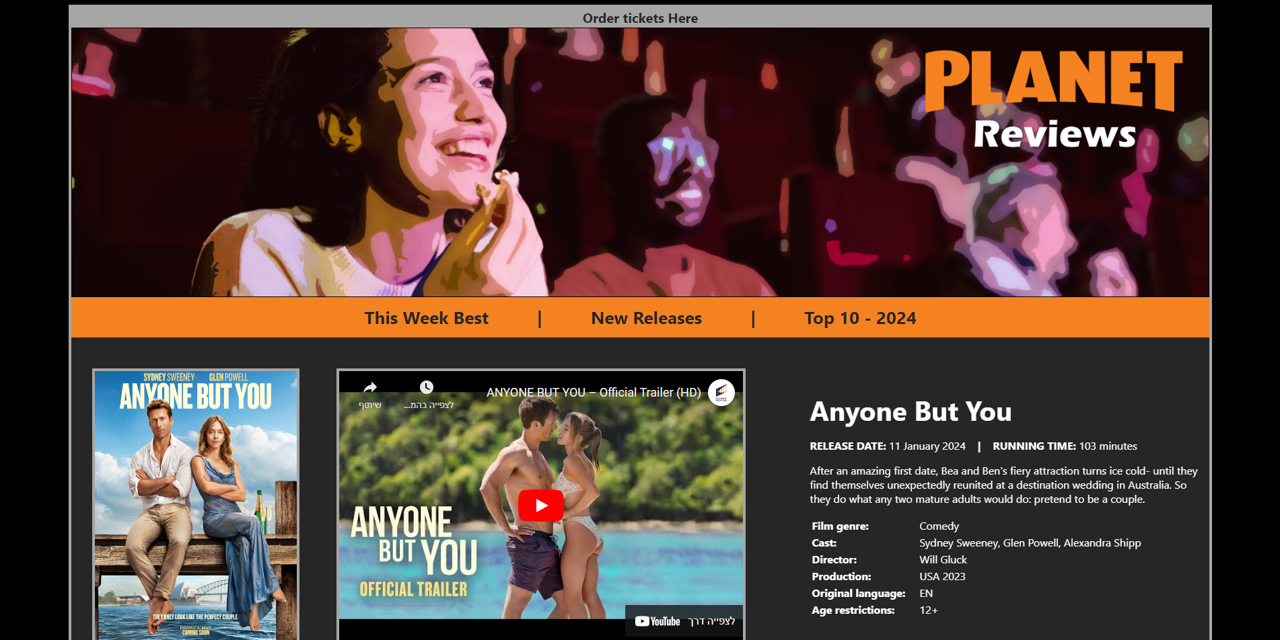 Order tickets Here
PLANET
Reviews
This Week Best | New Releases | Top 10 - 2024
SYDNEY SWEENEY GLEN POWELL
ANYONE BUT YOU
THEY ONLY LOOK LIKE THE PERFECT COUPLE
COMING SOON
שיתוף
לצפייה בהמ...
ANYONE BUT YOU – Official Trailer (HD)
ANYONE
BUT YOU
OFFICIAL TRAILER
לצפייה דרך YouTube
Anyone But You
RELEASE DATE: 11 January 2024 | RUNNING TIME: 103 minutes
After an amazing first date, Bea and Ben's fiery attraction turns ice cold- until they
find themselves unexpectedly reunited at a destination wedding in Australia. So
they do what any two mature adults would do: pretend to be a couple.
Film genre: Comedy
Cast: Sydney Sweeney, Glen Powell, Alexandra Shipp
Director: Will Gluck
Production: USA 2023
Original language: EN
Age restrictions: 12+